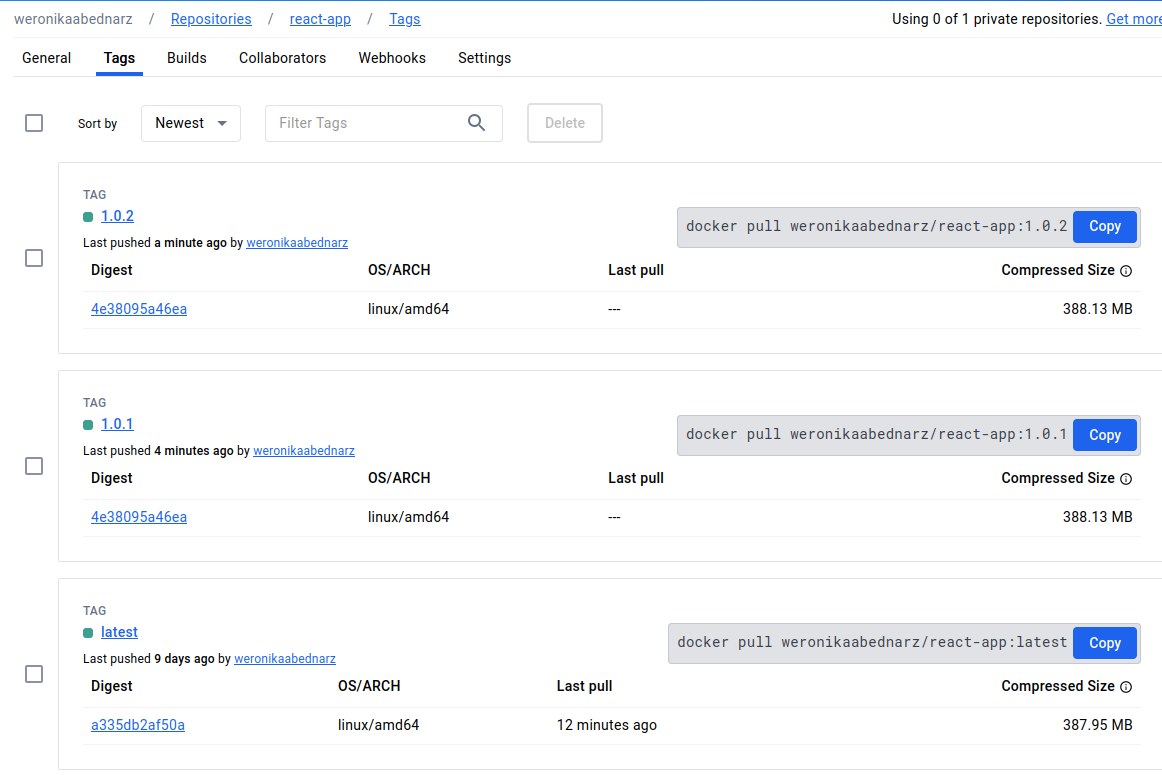 weronikaabednarz / Repositories / react-app / Tags Using 0 of 1 private repositories. Get more
General Tags Builds Collaborators Webhooks Settings
Sort by Newest Filter Tags Delete
TAG
1.0.2
docker pull weronikaabednarz/react-app:1.0.2 Copy
Last pushed a minute ago by weronikaabednarz
Digest OS/ARCH Last pull Compressed Size
4e38095a46ea linux/amd64 --- 388.13 MB
TAG
1.0.1
docker pull weronikaabednarz/react-app:1.0.1 Copy
Last pushed 4 minutes ago by weronikaabednarz
Digest OS/ARCH Last pull Compressed Size
4e38095a46ea linux/amd64 --- 388.13 MB
TAG
latest
docker pull weronikaabednarz/react-app:latest Copy
Last pushed 9 days ago by weronikaabednarz
Digest OS/ARCH Last pull Compressed Size
a335db2af50a linux/amd64 12 minutes ago 387.95 MB